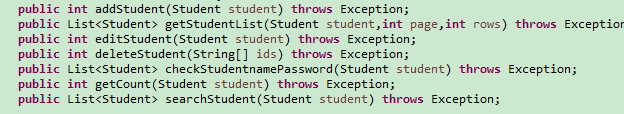 public int addStudent(Student student) throws Exception;
public List<Student> getStudentList(Student student,int page,int rows) throws Exception
public int editStudent(Student student) throws Exception;
public int deleteStudent(String[] ids) throws Exception;
public List<Student> checkStudentnamePassword(Student student) throws Exception;
public int getCount(Student student) throws Exception;
public List<Student> searchStudent(Student student) throws Exception;